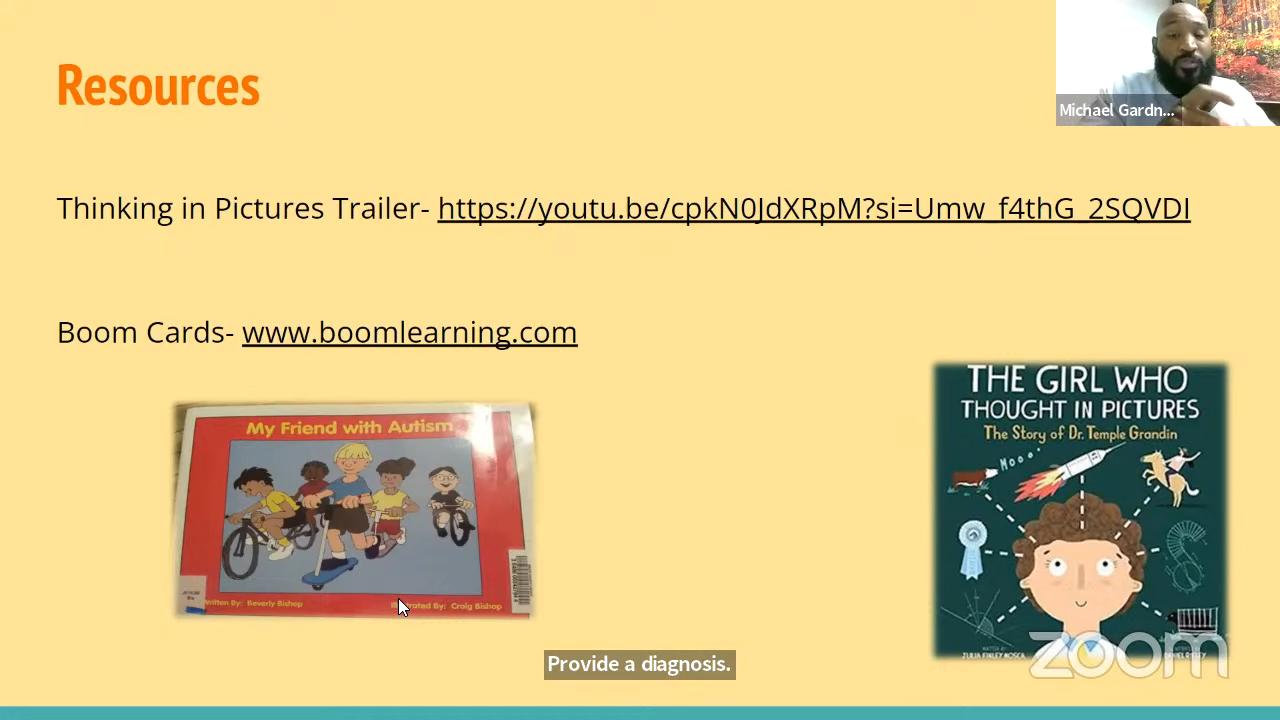 Resources
Michael Gardn...
Thinking in Pictures Trailer- https://youtu.be/cpkN0JdXRpM?si=Umw_f4thG_2SQVDI
Boom Cards- www.boomlearning.com
My Friend with Autism
Written By: Beverly Bishop
Illustrated By: Craig Bishop
THE GIRL WHO
THOUGHT IN PICTURES
The Story of Dr. Temple Grandin
Mooo...
JULIA FINLEY MOSCA
zoom
Provide a diagnosis.